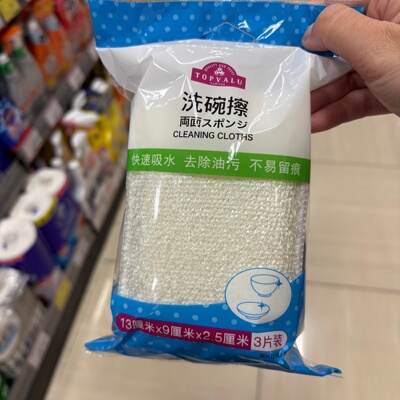 TOPVALU
洗碗擦
両面スポンジ
CLEANING CLOTHS
快速吸水 去除油污 不易留痕
13厘米x9厘米x2.5厘米 3片装